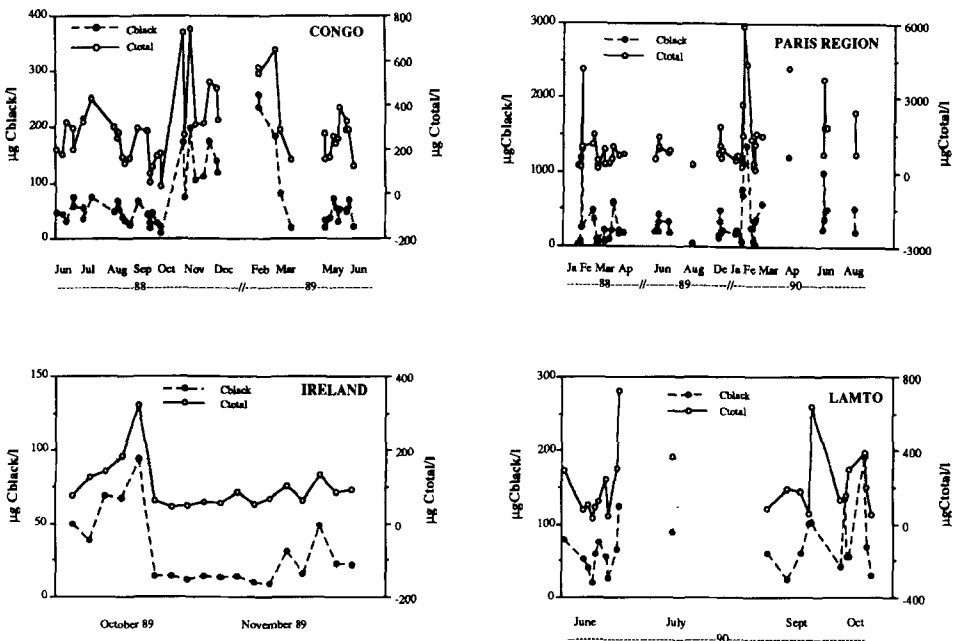 CONGO
Cblack
Ctotal
µg Cblack/l
400
300
200
100
0
µg Ctotal/l
800
600
400
200
0
-200
Jun Jul Aug Sep Oct Nov Dec Feb Mar May Jun
88 // 89
PARIS REGION
Cblack
Ctotal
µgCblack/l
3000
2500
2000
1500
1000
500
0
µgCtotal/l
6000
3000
0
-3000
Ja Fe Mar Ap Jun Aug De Ja Fe Mar Ap Jun Aug
88 // 89 // 90
IRELAND
Cblack
Ctotal
µg Cblack/l
150
100
50
0
µg Ctotal/l
400
200
0
-100
-200
October 89 November 89
LAMTO
Cblack
Ctotal
µgCblack/l
300
200
100
0
µgCtotal/l
800
400
0
-400
June July Sept Oct
90